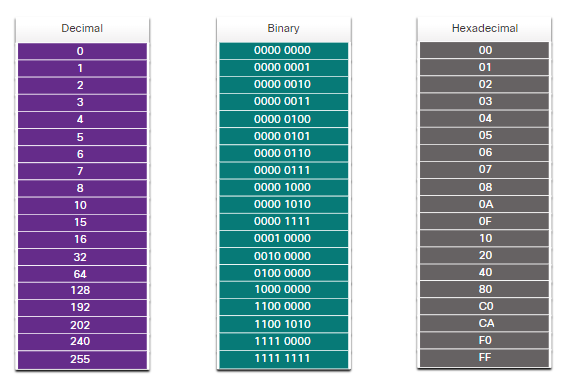 Decimal Binary Hexadecimal
0 0000 0000 00
1 0000 0001 01
2 0000 0010 02
3 0000 0011 03
4 0000 0100 04
5 0000 0101 05
6 0000 0110 06
7 0000 0111 07
8 0000 1000 08
10 0000 1010 0A
15 0000 1111 0F
16 0001 0000 10
32 0010 0000 20
64 0100 0000 40
128 1000 0000 80
192 1100 0000 C0
202 1100 1010 CA
240 1111 0000 F0
255 1111 1111 FF